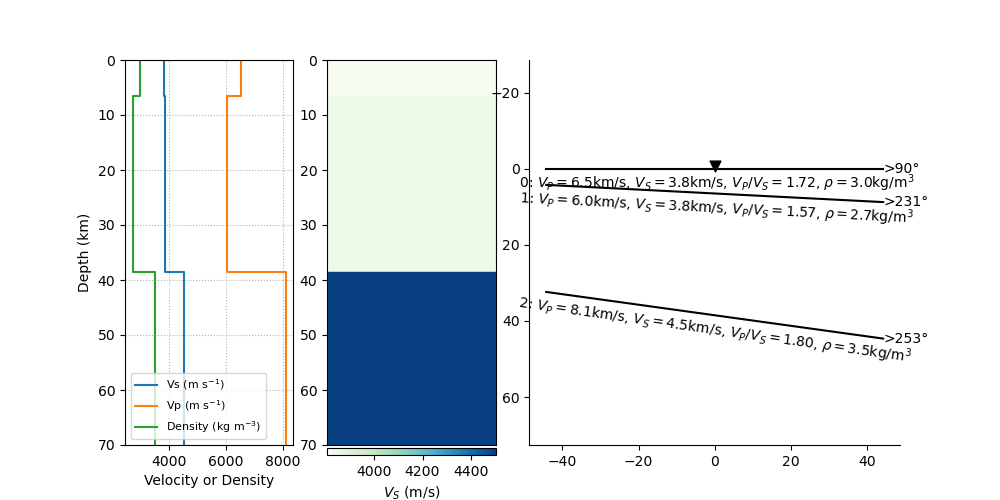 0
10
20
30
40
50
60
70
Depth (km)
4000 6000 8000
Velocity or Density
Vs (m s⁻¹)
Vp (m s⁻¹)
Density (kg m⁻³)
0
10
20
30
40
50
60
70
4000 4200 4400
V_S (m/s)
−20
0
20
40
60
−40 −20 0 20 40
>90°
0: V_P = 6.5km/s, V_S = 3.8km/s, V_P/V_S = 1.72, ρ = 3.0kg/m³
>231°
1: V_P = 6.0km/s, V_S = 3.8km/s, V_P/V_S = 1.57, ρ = 2.7kg/m³
>253°
2: V_P = 8.1km/s, V_S = 4.5km/s, V_P/V_S = 1.80, ρ = 3.5kg/m³